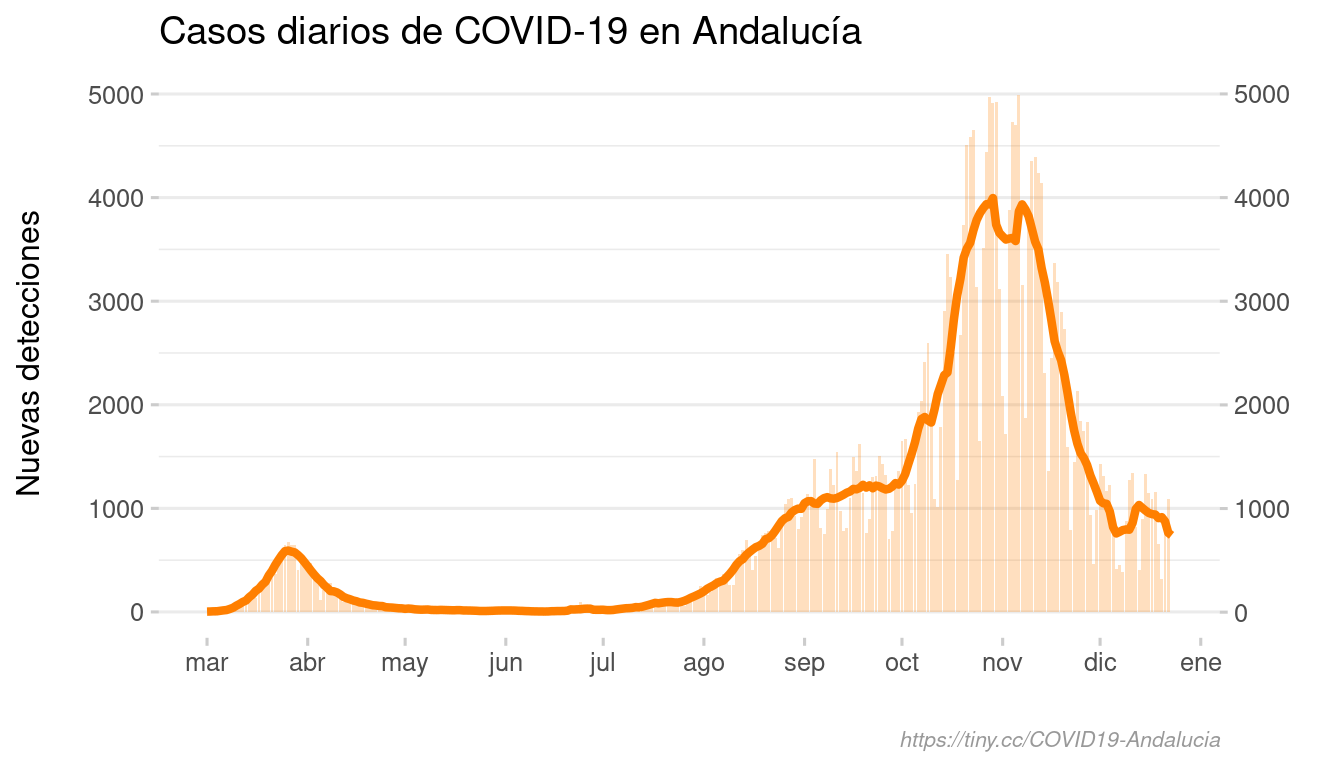 Casos diarios de COVID-19 en Andalucía
Nuevas detecciones
5000 5000
4000 4000
3000 3000
2000 2000
1000 1000
0 0
mar abr may jun jul ago sep oct nov dic ene
https://tiny.cc/COVID19-Andalucia